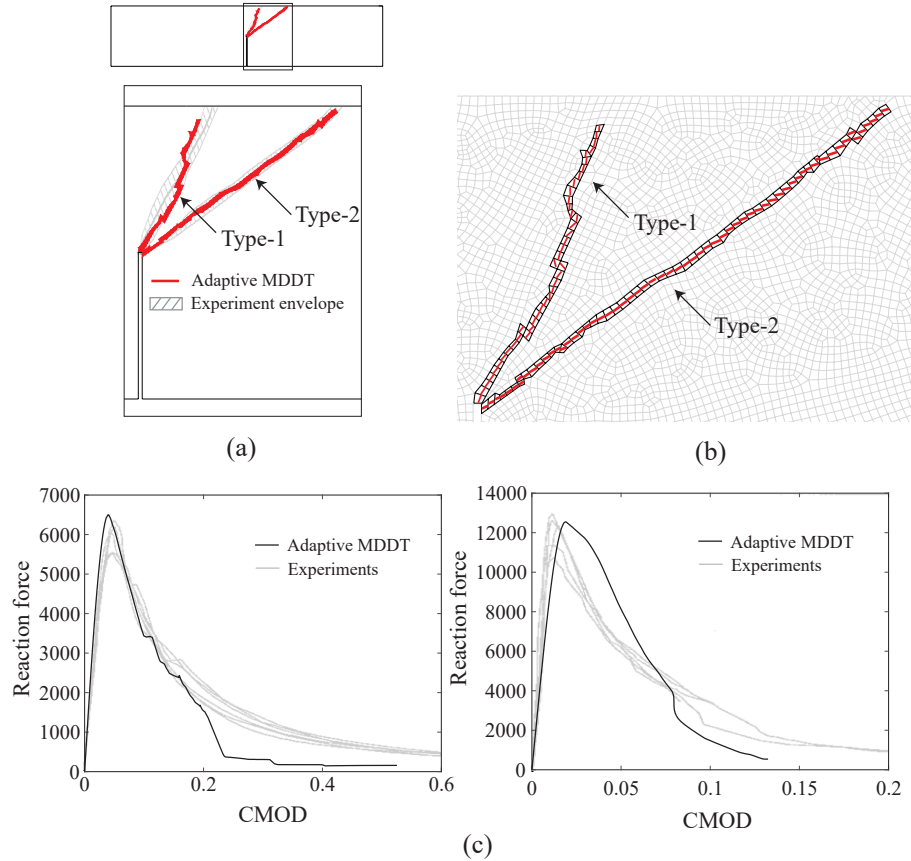 Type-1
Type-2
Adaptive MDDT
Experiment envelope
(a)
Type-1
Type-2
(b)
7000
6000
5000
4000
3000
2000
1000
0
Reaction force
Adaptive MDDT
Experiments
0
0.2
0.4
0.6
CMOD
14000
12000
10000
8000
6000
4000
2000
0
Reaction force
Adaptive MDDT
Experiments
0
0.05
0.1
0.15
0.2
CMOD
(c)